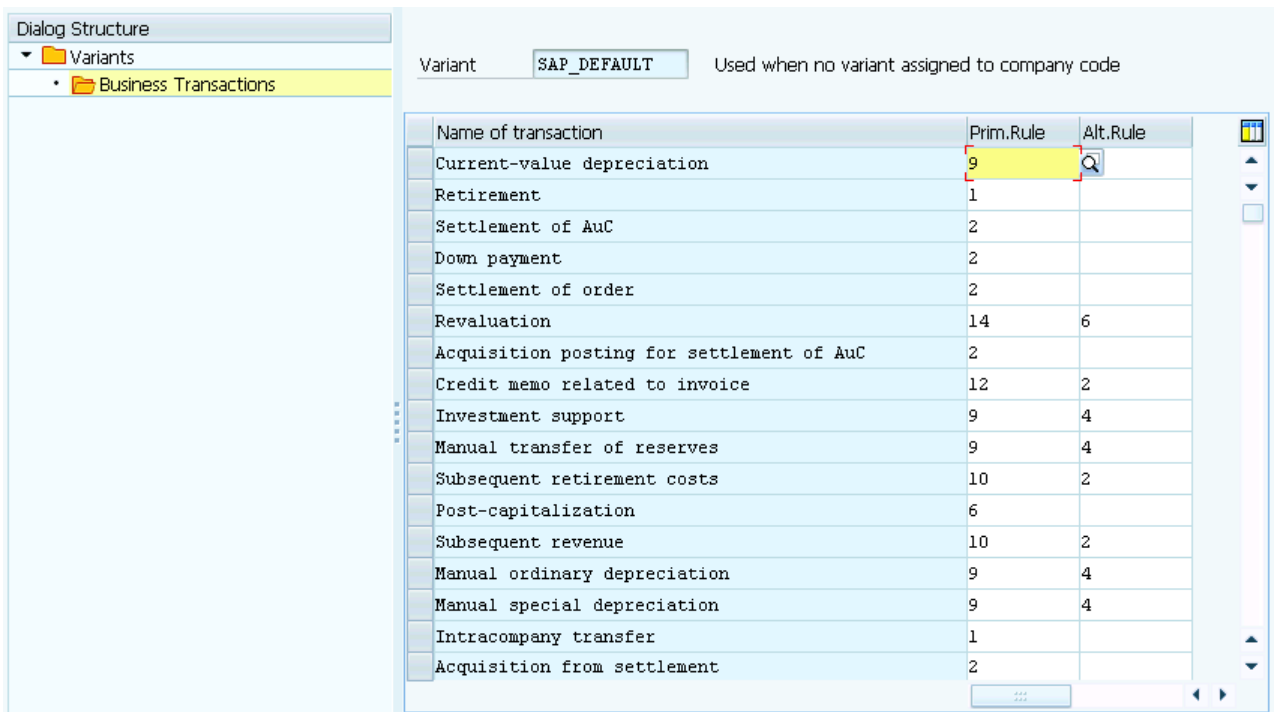 Dialog Structure
Variants
Business Transactions
Variant SAP_DEFAULT Used when no variant assigned to company code
Name of transaction Prim.Rule Alt.Rule
Current-value depreciation 9
Retirement 1
Settlement of AuC 2
Down payment 2
Settlement of order 2
Revaluation 14 6
Acquisition posting for settlement of AuC 2
Credit memo related to invoice 12 2
Investment support 9 4
Manual transfer of reserves 9 4
Subsequent retirement costs 10 2
Post-capitalization 6
Subsequent revenue 10 2
Manual ordinary depreciation 9 4
Manual special depreciation 9 4
Intracompany transfer 1
Acquisition from settlement 2